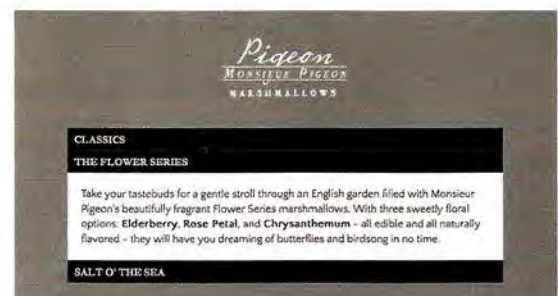 Pigeon
MONSIEUR PIGEON
MARSHMALLOWS
CLASSICS
THE FLOWER SERIES
Take your tastebuds for a gentle stroll through an English garden filled with Monsieur
Pigeon's beautifully fragrant Flower Series marshmallows. With three sweetly floral
options: Elderberry, Rose Petal, and Chrysanthemum – all edible and all naturally
flavored – they will have you dreaming of butterflies and birdsong in no time.
SALT O' THE SEA